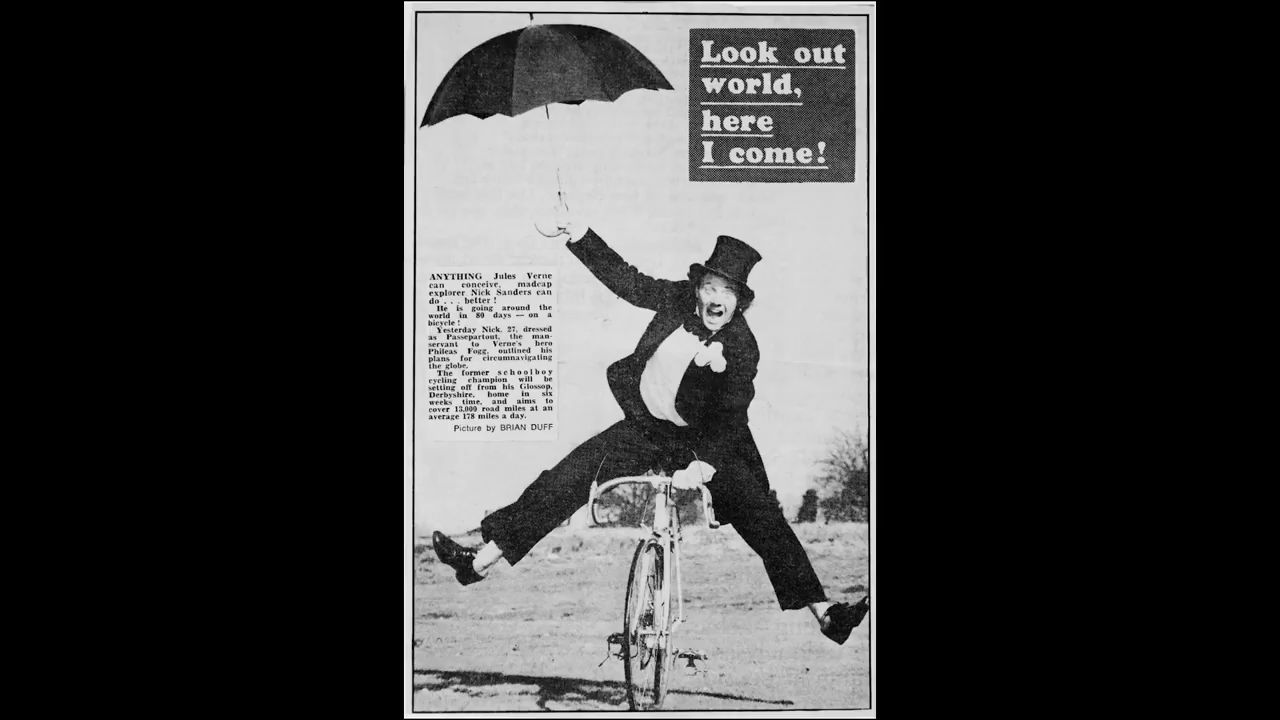 Look out
world,
here
I come!
ANYTHING Jules Verne
can conceive, madcap
explorer Nick Sanders can
do . . . better !
He is going around the
world in 80 days — on a
bicycle !
Yesterday Nick, 27, dressed
as Passepartout, the man-
servant to Verne's hero
Phileas Fogg, outlined his
plans for circumnavigating
the globe.
The former schoolboy
cycling champion will be
setting off from his Glossop,
Derbyshire, home in six
weeks time, and aims to
cover 13,000 road miles at an
average 178 miles a day.
Picture by BRIAN DUFF